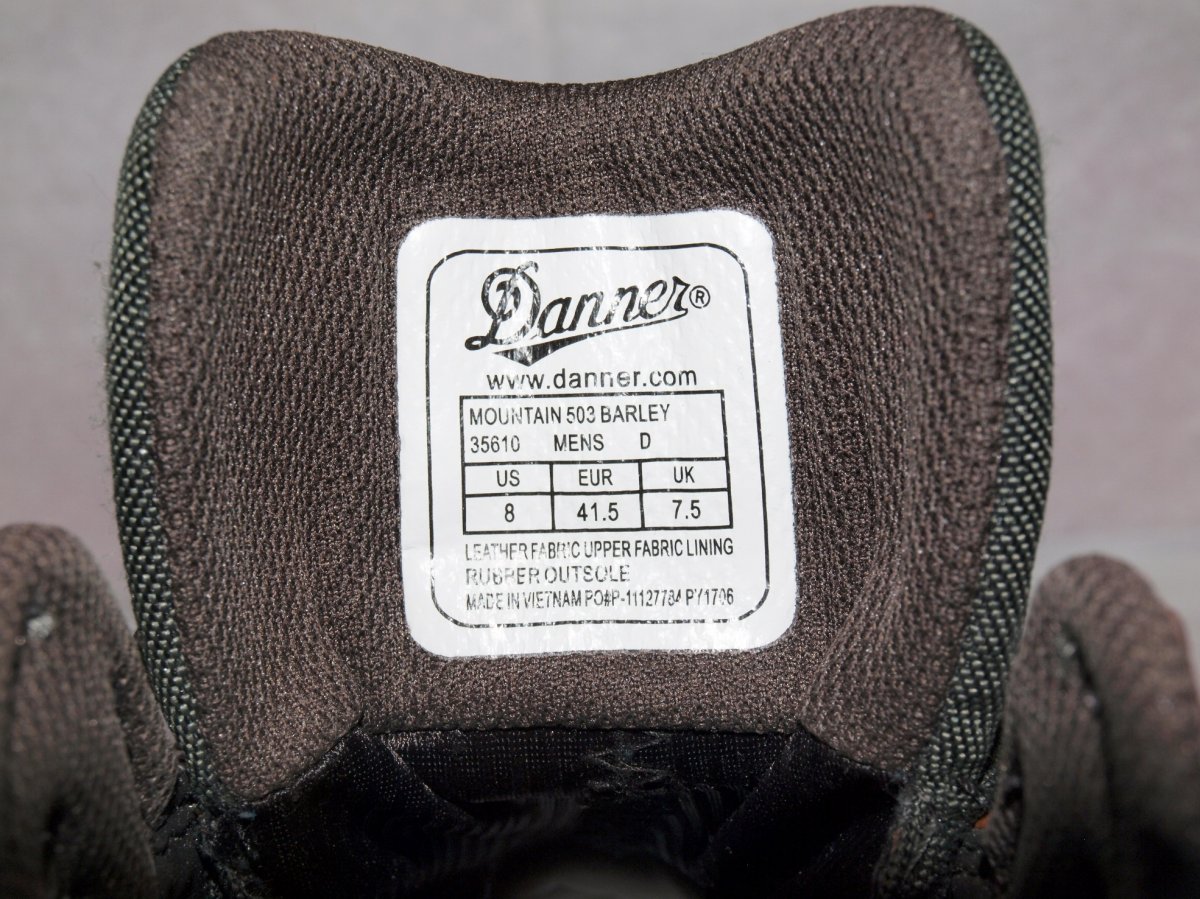 Danner®
www.danner.com
MOUNTAIN 503 BARLEY
35610 MENS D
US EUR UK
8 41.5 7.5
LEATHER FABRIC UPPER FABRIC LINING
RUBBER OUTSOLE
MADE IN VIETNAM PO#P-11127784 PY1706